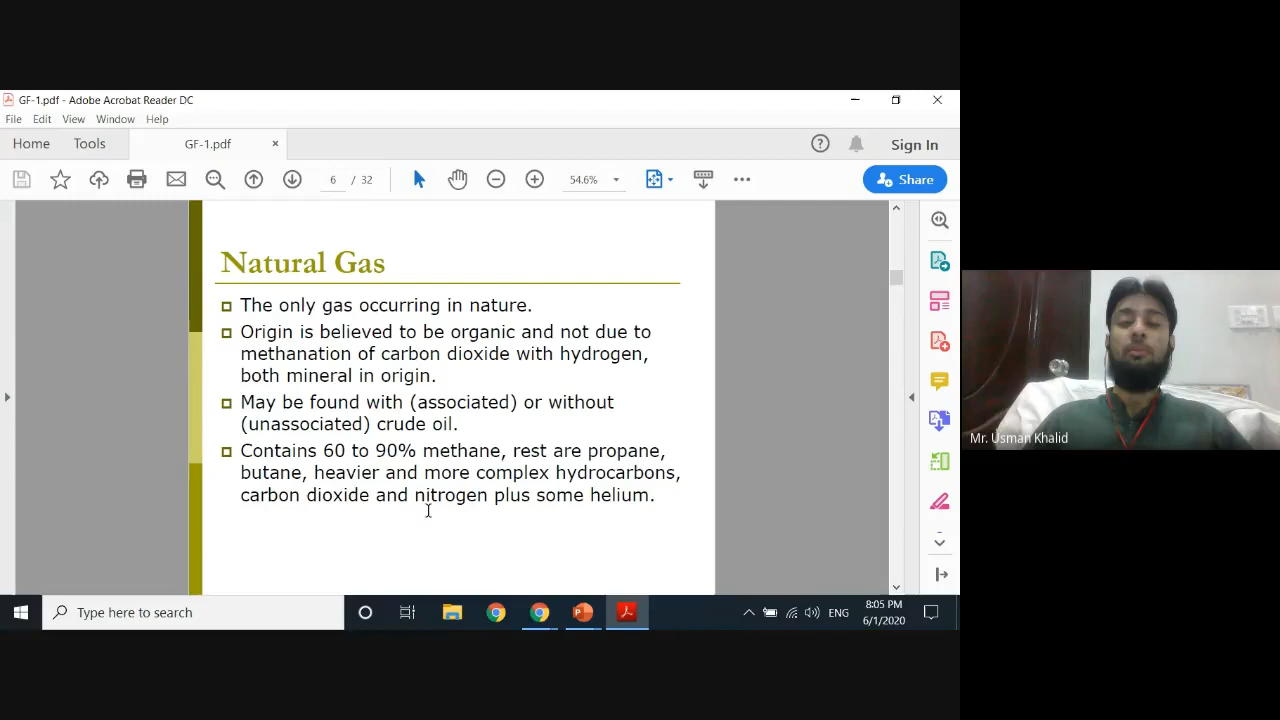 GF-1.pdf - Adobe Acrobat Reader DC
File Edit View Window Help
Home Tools GF-1.pdf × Sign In
6 / 32 54.6% Share
Natural Gas
The only gas occurring in nature.
Origin is believed to be organic and not due to
methanation of carbon dioxide with hydrogen,
both mineral in origin.
May be found with (associated) or without
(unassociated) crude oil.
Contains 60 to 90% methane, rest are propane,
butane, heavier and more complex hydrocarbons,
carbon dioxide and nitrogen plus some helium.
Mr. Usman Khalid
Type here to search
ENG
8:05 PM
6/1/2020